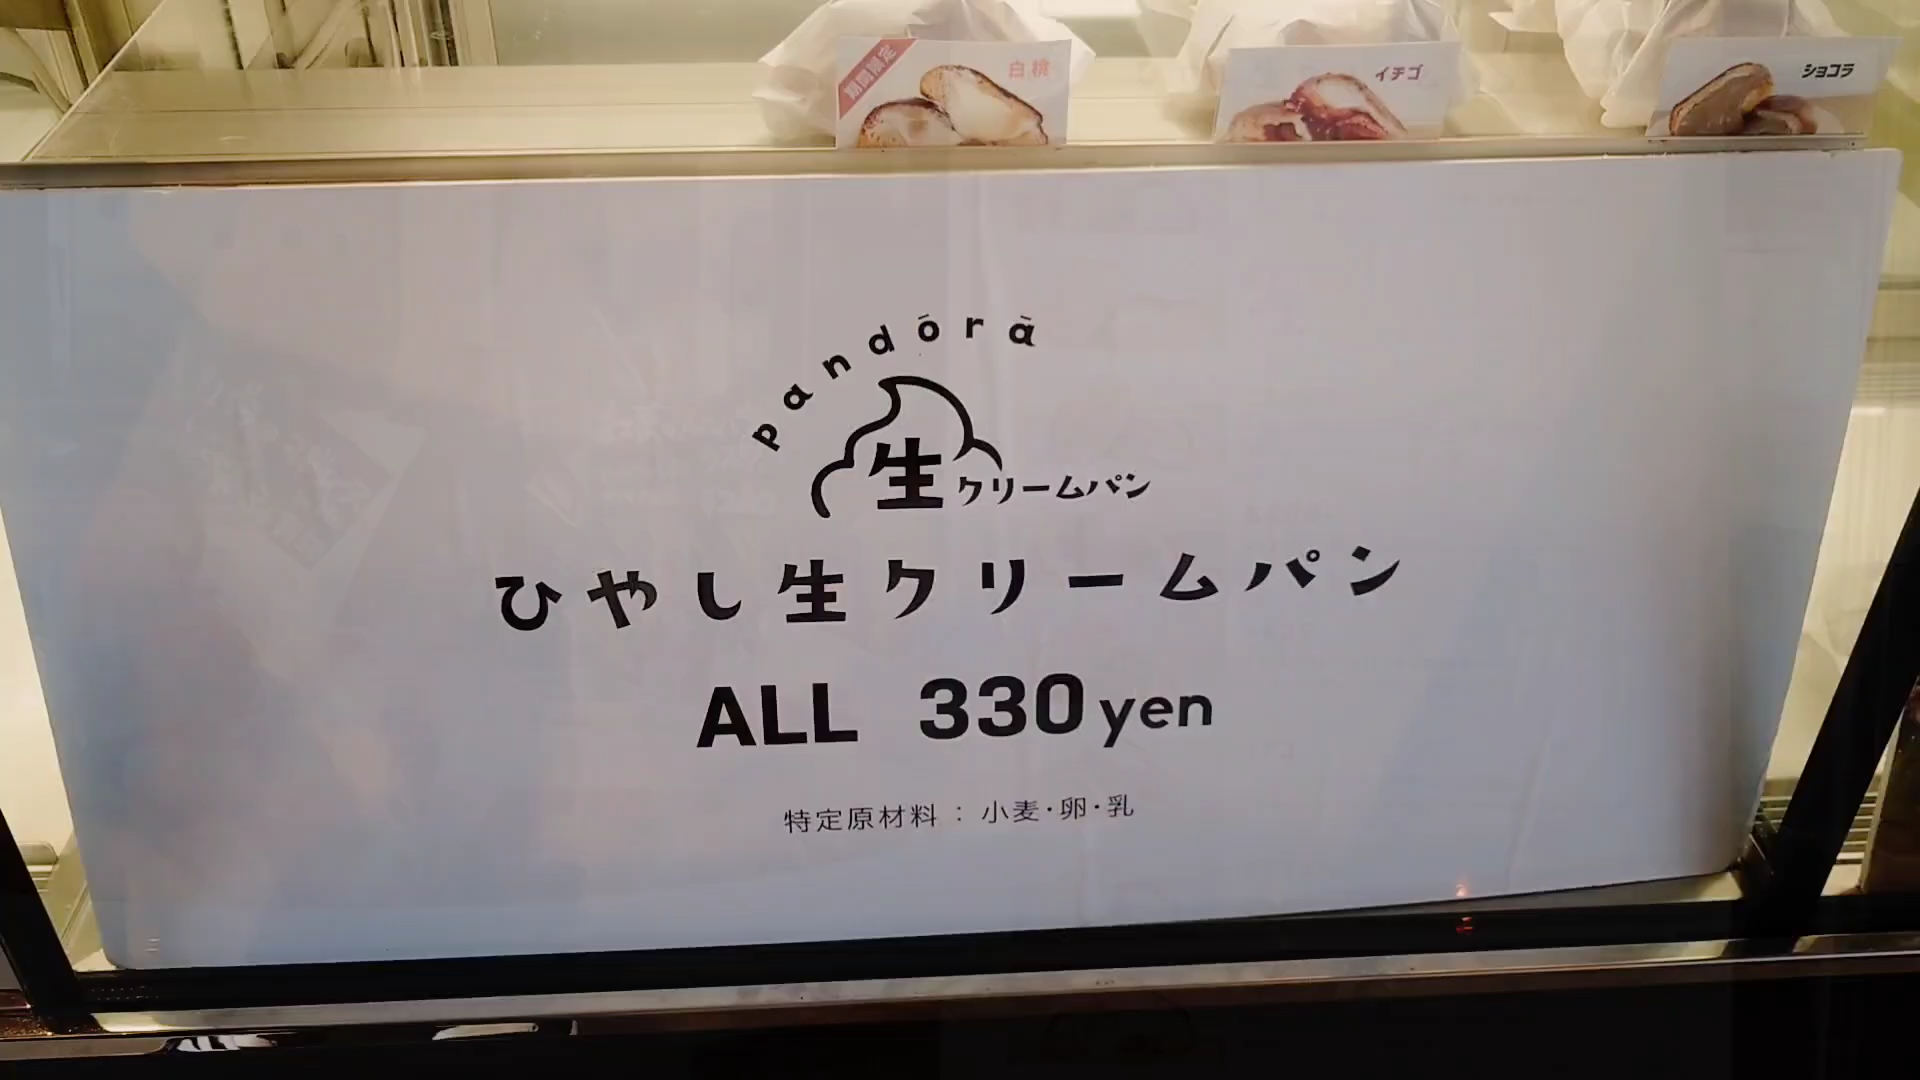 期間限定
白桃
イチゴ
ショコラ
pandōrā
生クリームパン
ひやし生クリームパン
ALL 330yen
特定原材料：小麦・卵・乳